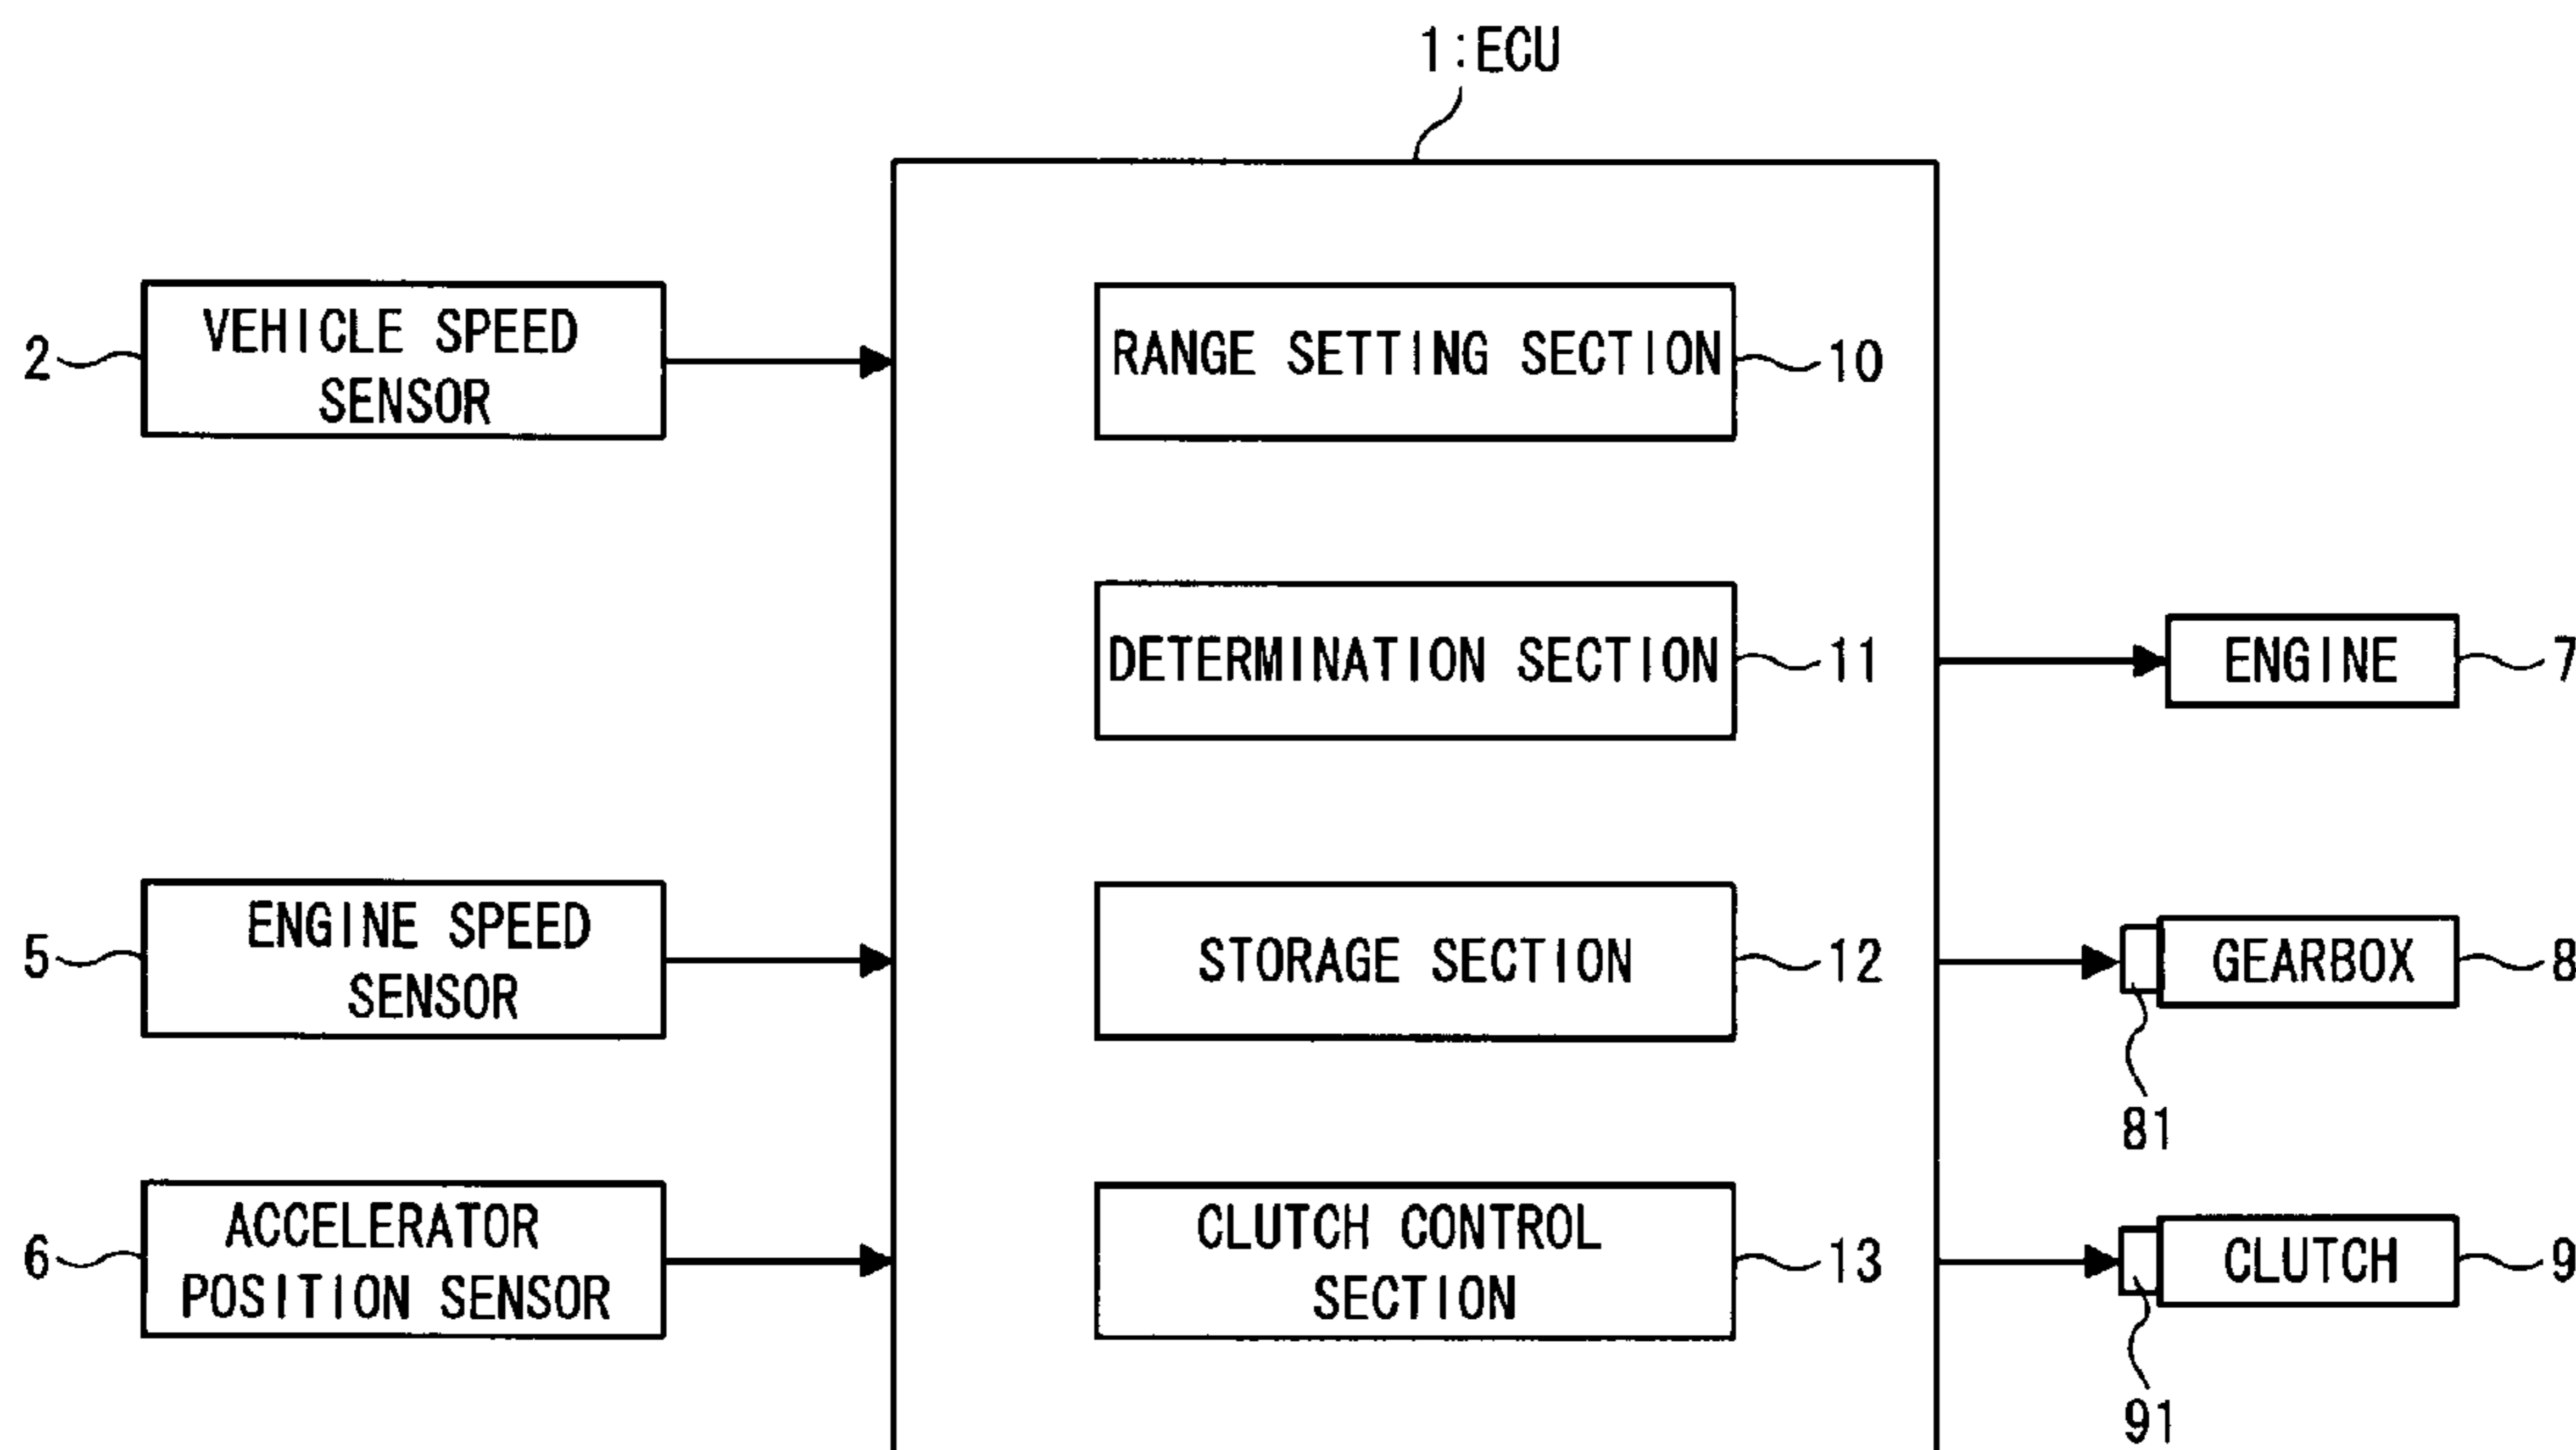 1:ECU
2
VEHICLE SPEED
SENSOR
RANGE SETTING SECTION
10
DETERMINATION SECTION
11
ENGINE
7
5
ENGINE SPEED
SENSOR
STORAGE SECTION
12
GEARBOX
8
81
6
ACCELERATOR
POSITION SENSOR
CLUTCH CONTROL
SECTION
13
CLUTCH
9
91